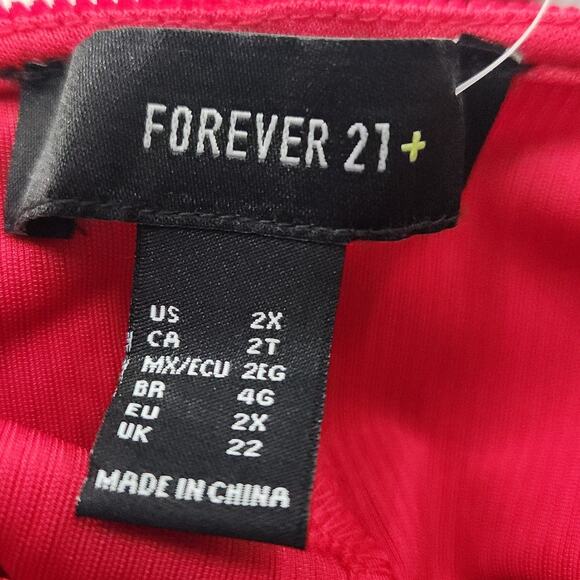 FOREVER 21+
US 2X
CA 2T
MX/ECU 2EG
BR 4G
EU 2X
UK 22
MADE IN CHINA